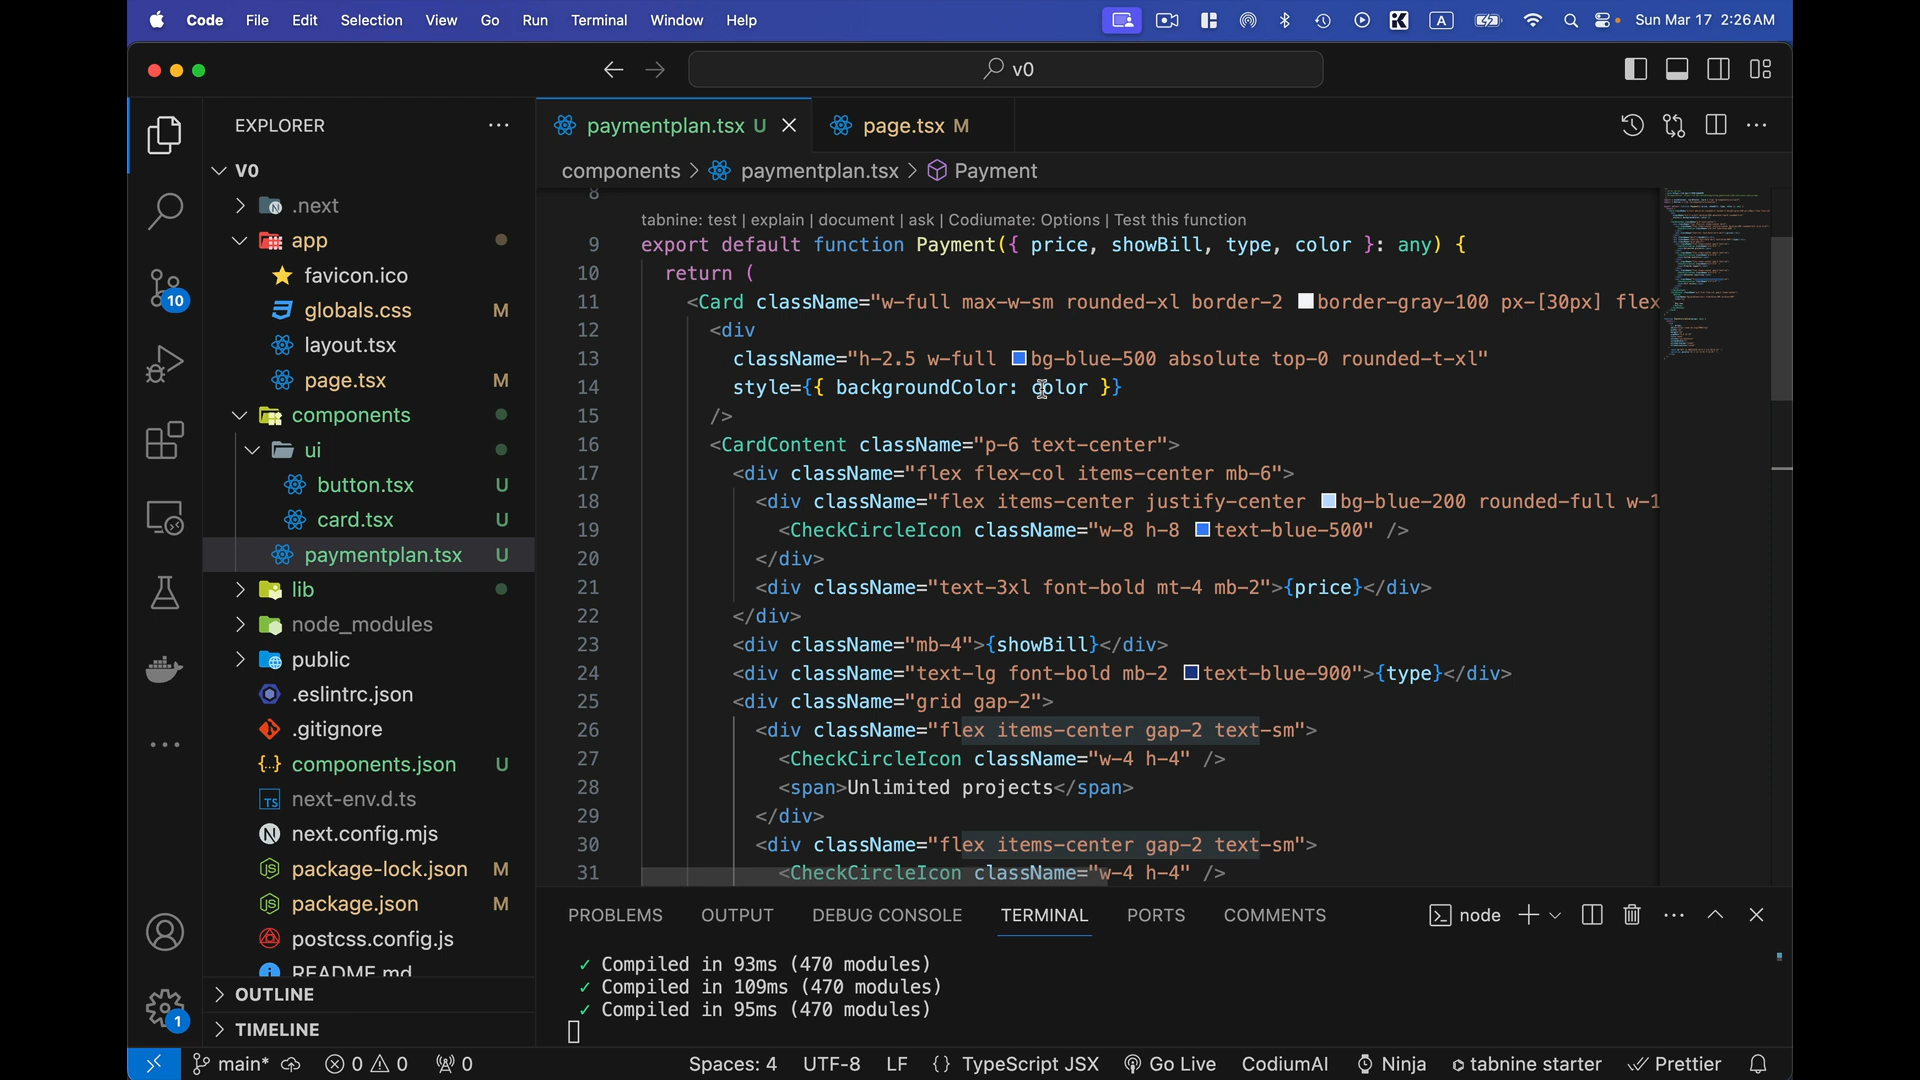 Code File Edit Selection View Go Run Terminal Window Help
A
Sun Mar 17 2:26 AM
v0
EXPLORER
V0
.next
app
favicon.ico
globals.css M
layout.tsx
page.tsx M
components
ui
button.tsx U
card.tsx U
paymentplan.tsx U
lib
node_modules
public
.eslintrc.json
.gitignore
components.json U
next-env.d.ts
next.config.mjs
package-lock.json M
package.json M
postcss.config.js
README.md
OUTLINE
TIMELINE
10
1
paymentplan.tsx U
page.tsx M
components > paymentplan.tsx > Payment
8
tabnine: test | explain | document | ask | Codiumate: Options | Test this function
9 export default function Payment({ price, showBill, type, color }: any) {
10 return (
11 <Card className="w-full max-w-sm rounded-xl border-2 border-gray-100 px-[30px] flex
12 <div
13 className="h-2.5 w-full bg-blue-500 absolute top-0 rounded-t-xl"
14 style={{ backgroundColor: color }}
15 />
16 <CardContent className="p-6 text-center">
17 <div className="flex flex-col items-center mb-6">
18 <div className="flex items-center justify-center bg-blue-200 rounded-full w-1
19 <CheckCircleIcon className="w-8 h-8 text-blue-500" />
20 </div>
21 <div className="text-3xl font-bold mt-4 mb-2">{price}</div>
22 </div>
23 <div className="mb-4">{showBill}</div>
24 <div className="text-lg font-bold mb-2 text-blue-900">{type}</div>
25 <div className="grid gap-2">
26 <div className="flex items-center gap-2 text-sm">
27 <CheckCircleIcon className="w-4 h-4" />
28 <span>Unlimited projects</span>
29 </div>
30 <div className="flex items-center gap-2 text-sm">
31 <CheckCircleIcon className="w-4 h-4" />
PROBLEMS OUTPUT DEBUG CONSOLE TERMINAL PORTS COMMENTS
node
✓ Compiled in 93ms (470 modules)
✓ Compiled in 109ms (470 modules)
✓ Compiled in 95ms (470 modules)
main* 0 0 0
Spaces: 4 UTF-8 LF {} TypeScript JSX Go Live CodiumAI Ninja tabnine starter Prettier